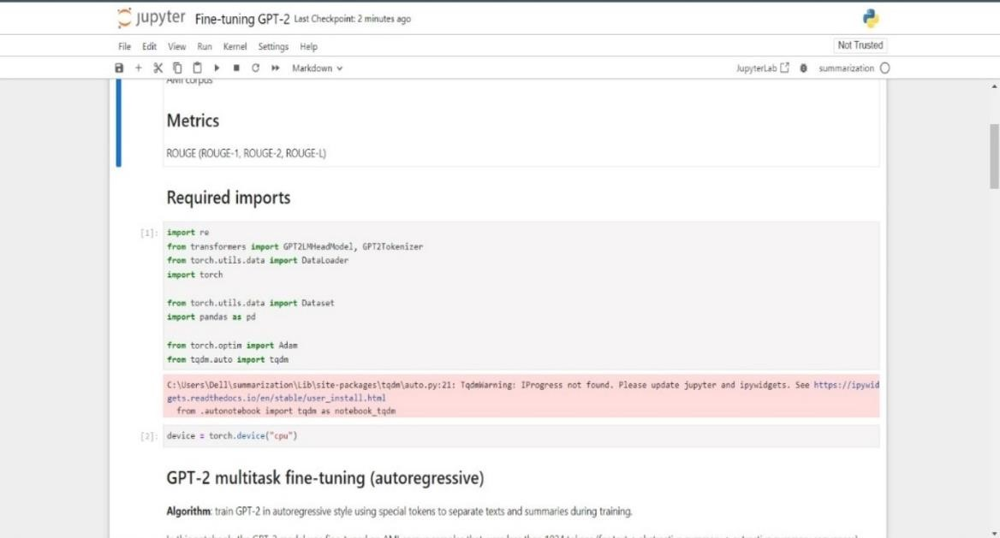 jupyter Fine-tuning GPT-2 Last Checkpoint: 2 minutes ago
File Edit View Run Kernel Settings Help
Not Trusted
Markdown
JupyterLab
summarization
AMI corpus
Metrics
ROUGE (ROUGE-1, ROUGE-2, ROUGE-L)
Required imports
[1]:
import re
from transformers import GPT2LMHeadModel, GPT2Tokenizer
from torch.utils.data import DataLoader
import torch
from torch.utils.data import Dataset
import pandas as pd
from torch.optim import Adam
from tqdm.auto import tqdm
C:\Users\Dell\summarization\Lib\site-packages\tqdm\auto.py:21: TqdmWarning: IProgress not found. Please update jupyter and ipywidgets. See https://ipywid
gets.readthedocs.io/en/stable/user_install.html
from .autonotebook import tqdm as notebook_tqdm
[2]: device = torch.device("cpu")
GPT-2 multitask fine-tuning (autoregressive)
Algorithm: train GPT-2 in autoregressive style using special tokens to separate texts and summaries during training.